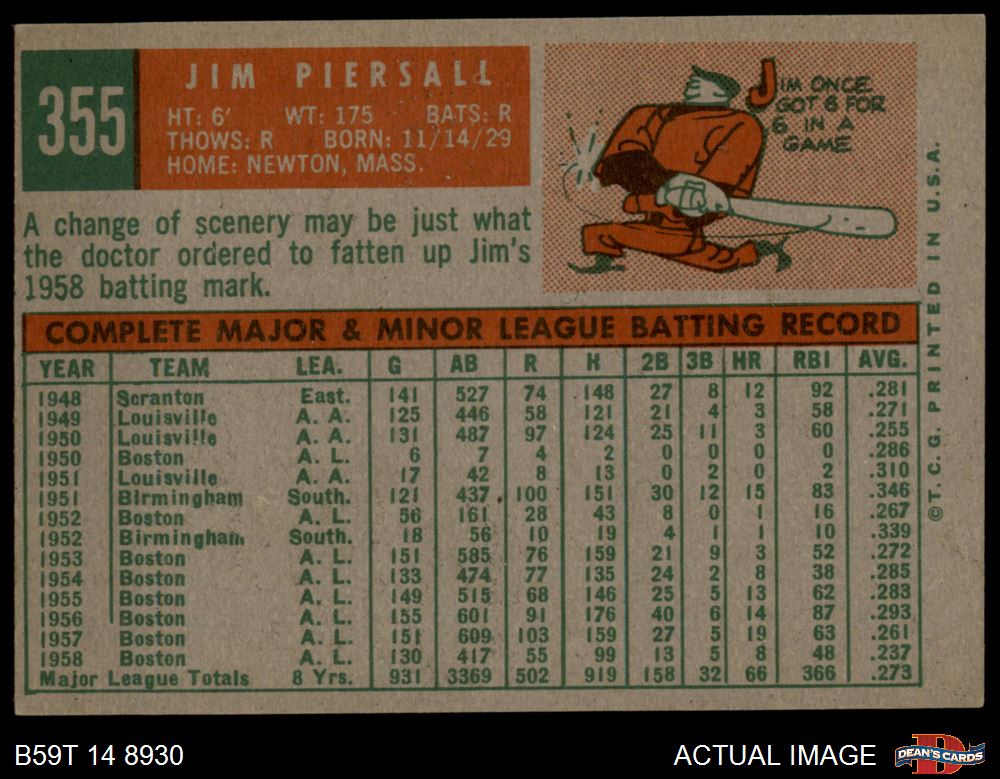 355
JIM PIERSALL
HT: 6' WT: 175 BATS: R
THOWS: R BORN: 11/14/29
HOME: NEWTON, MASS.
JIM ONCE
GOT 6 FOR
6 IN A
GAME
A change of scenery may be just what
the doctor ordered to fatten up Jim's
1958 batting mark.
COMPLETE MAJOR & MINOR LEAGUE BATTING RECORD
YEAR TEAM LEA. G AB R H 2B 3B HR RBI AVG.
1948 Scranton East. 141 527 74 148 27 8 12 92 .281
1949 Louisville A. A. 125 446 58 121 21 4 3 58 .271
1950 Louisville A. A. 131 487 97 124 25 11 3 60 .255
1950 Boston A. L. 6 7 4 2 0 0 0 0 .286
1951 Louisville A. A. 17 42 8 13 0 2 0 2 .310
1951 Birmingham South. 121 437 100 151 30 12 15 83 .346
1952 Boston A. L. 56 161 28 43 8 0 1 16 .267
1952 Birmingham South. 18 56 10 19 4 1 1 10 .339
1953 Boston A. L. 151 585 76 159 21 9 3 52 .272
1954 Boston A. L. 133 474 77 135 24 2 8 38 .285
1955 Boston A. L. 149 515 68 146 25 5 13 62 .283
1956 Boston A. L. 155 601 91 176 40 6 14 87 .293
1957 Boston A. L. 151 609 103 159 27 5 19 63 .261
1958 Boston A. L. 130 417 55 99 13 5 8 48 .237
Major League Totals 8 Yrs. 931 3369 502 919 158 32 66 366 .273
©T. C. G. PRINTED IN U.S.A.
B59T 14 8930
ACTUAL IMAGE
D
DEAN'S CARDS